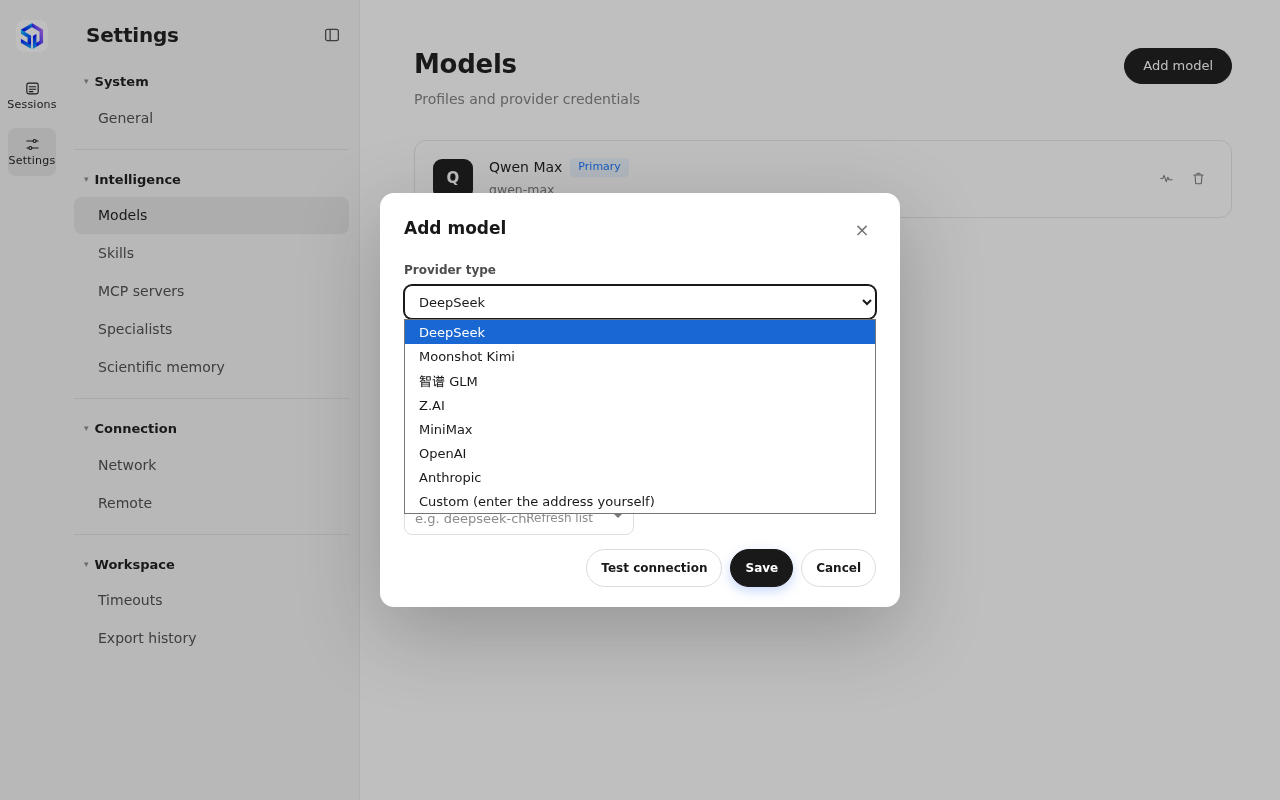 Sessions
Settings
Settings
System
General
Intelligence
Models
Skills
MCP servers
Specialists
Scientific memory
Connection
Network
Remote
Workspace
Timeouts
Export history
Models
Profiles and provider credentials
Add model
Q
Qwen Max
Primary
qwen-max
Add model
Provider type
DeepSeek
DeepSeek
Moonshot Kimi
智谱 GLM
Z.AI
MiniMax
OpenAI
Anthropic
Custom (enter the address yourself)
e.g. deepseek-ch
Refresh list
Test connection
Save
Cancel